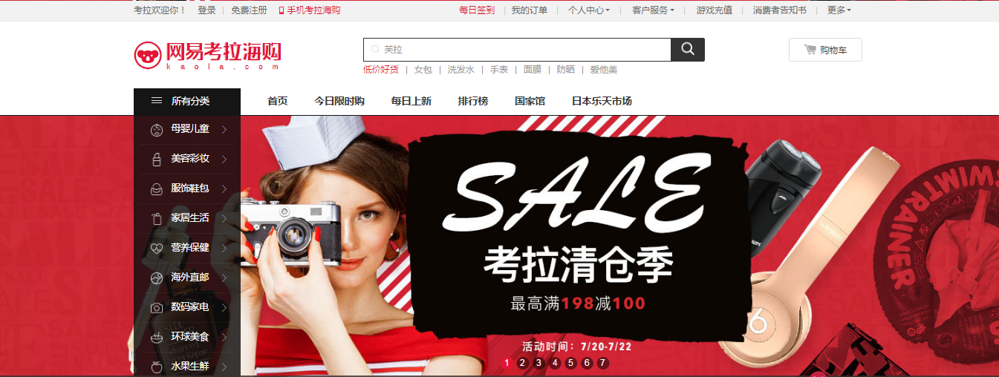 考拉欢迎你！ 登录 | 免费注册 手机考拉海购 每日签到 | 我的订单 | 个人中心 | 客户服务 | 游戏充值 | 消费者告知书 | 更多
网易考拉海购
kaola.com
芙拉
购物车
低价好货 | 女包 | 洗发水 | 手表 | 面膜 | 防晒 | 爱他美
所有分类 首页 今日限时购 每日上新 排行榜 国家馆 日本乐天市场
母婴儿童
美容彩妆
服饰鞋包
家居生活
营养保健
海外直邮
数码家电
环球美食
水果生鲜
SALE
考拉清仓季
最高满198减100
活动时间：7/20-7/22
1 2 3 4 5 6 7
SWIMTRAINER